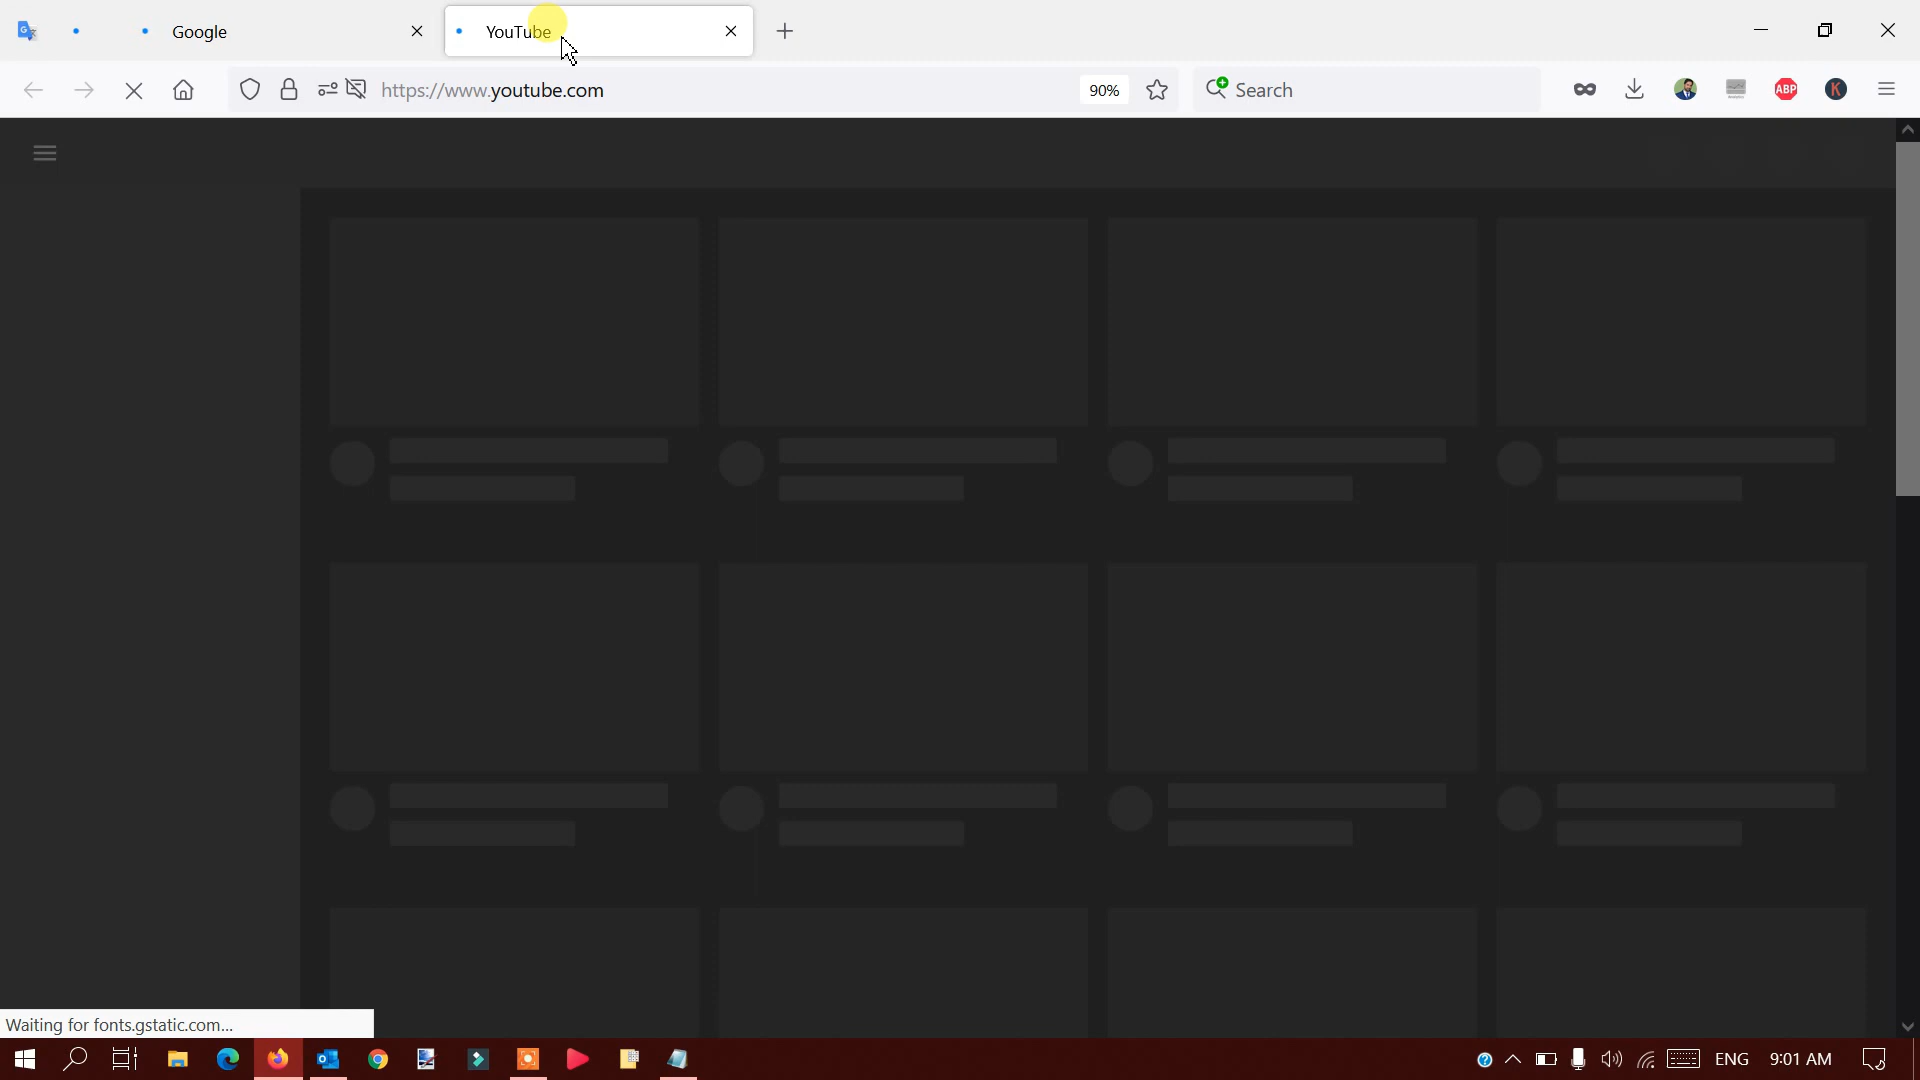 Google
YouTube
https://www.youtube.com
90%
Search
ABP
K
Waiting for fonts.gstatic.com...
ENG
9:01 AM